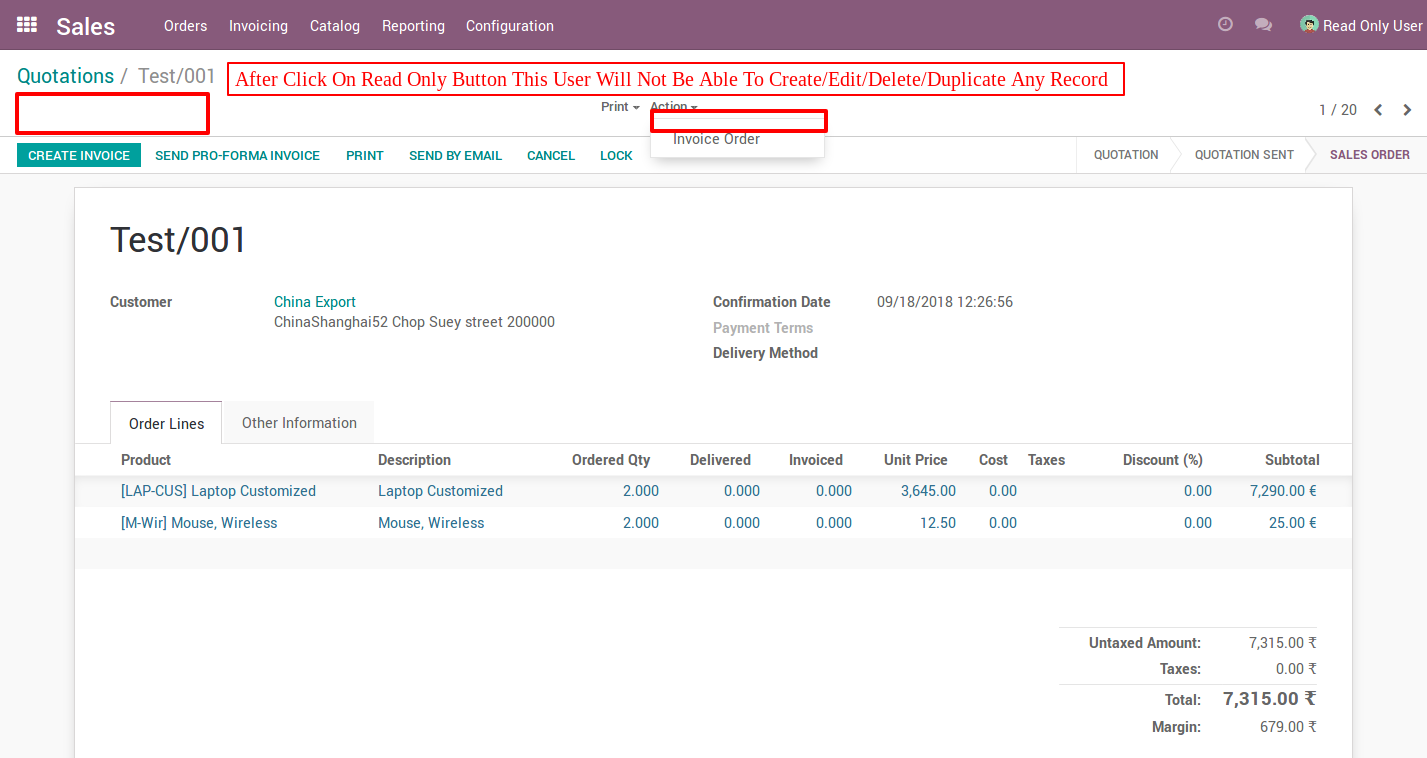 Sales Orders Invoicing Catalog Reporting Configuration Read Only User
Quotations / Test/001
After Click On Read Only Button This User Will Not Be Able To Create/Edit/Delete/Duplicate Any Record
Print Action 1 / 20
Invoice Order
CREATE INVOICE SEND PRO-FORMA INVOICE PRINT SEND BY EMAIL CANCEL LOCK QUOTATION QUOTATION SENT SALES ORDER
Test/001
Customer China Export Confirmation Date 09/18/2018 12:26:56
ChinaShanghai52 Chop Suey street 200000
Payment Terms
Delivery Method
Order Lines Other Information
Product Description Ordered Qty Delivered Invoiced Unit Price Cost Taxes Discount (%) Subtotal
[LAP-CUS] Laptop Customized Laptop Customized 2.000 0.000 0.000 3,645.00 0.00 0.00 7,290.00 €
[M-Wir] Mouse, Wireless Mouse, Wireless 2.000 0.000 0.000 12.50 0.00 0.00 25.00 €
Untaxed Amount: 7,315.00 ₹
Taxes: 0.00 ₹
Total: 7,315.00 ₹
Margin: 679.00 ₹